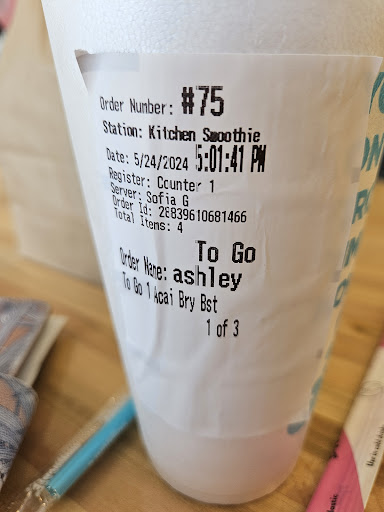 Order Number: #75
Station: Kitchen Smoothie
Date: 5/24/2024 5:01:41 PM
Register: Counter 1
Server: Sofia G
Order Id: 28839610681466
Total Items: 4
To Go
Order Name: ashley
To Go 1 Acai Bry Bst
1 of 3